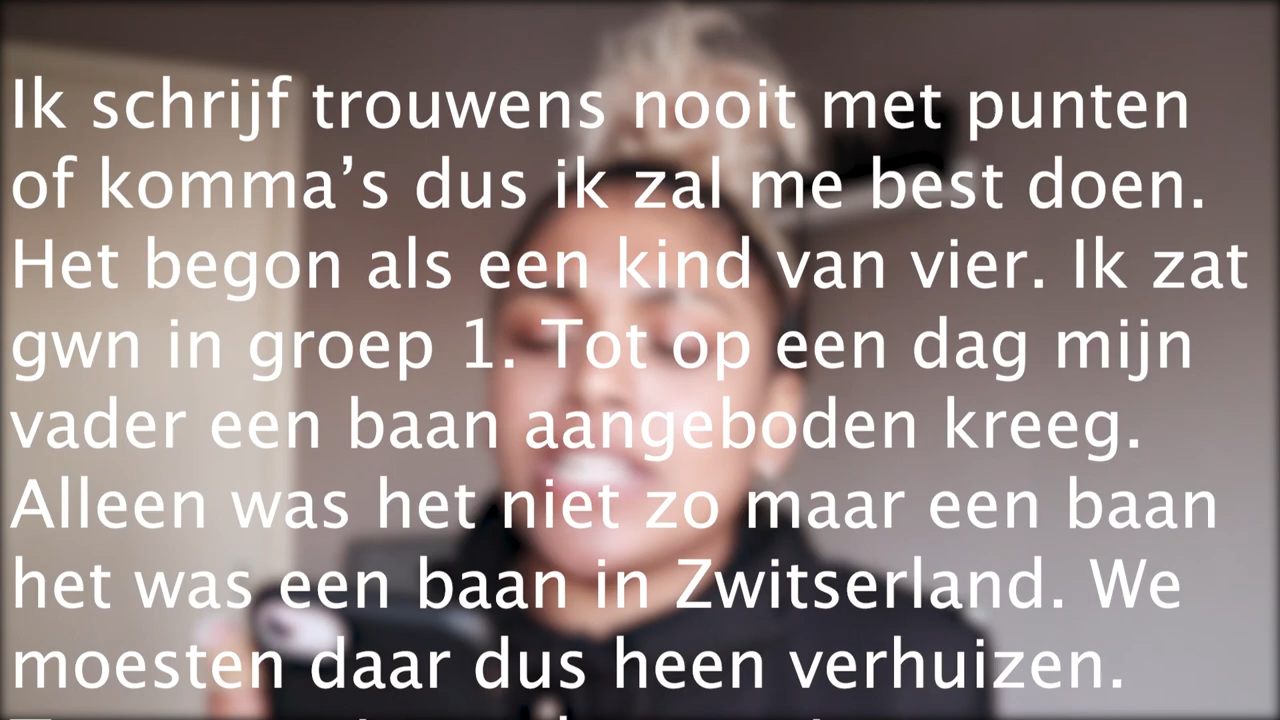 Ik schrijf trouwens nooit met punten
of komma’s dus ik zal me best doen.
Het begon als een kind van vier. Ik zat
gwn in groep 1. Tot op een dag mijn
vader een baan aangeboden kreeg.
Alleen was het niet zo maar een baan
het was een baan in Zwitserland. We
moesten daar dus heen verhuizen.